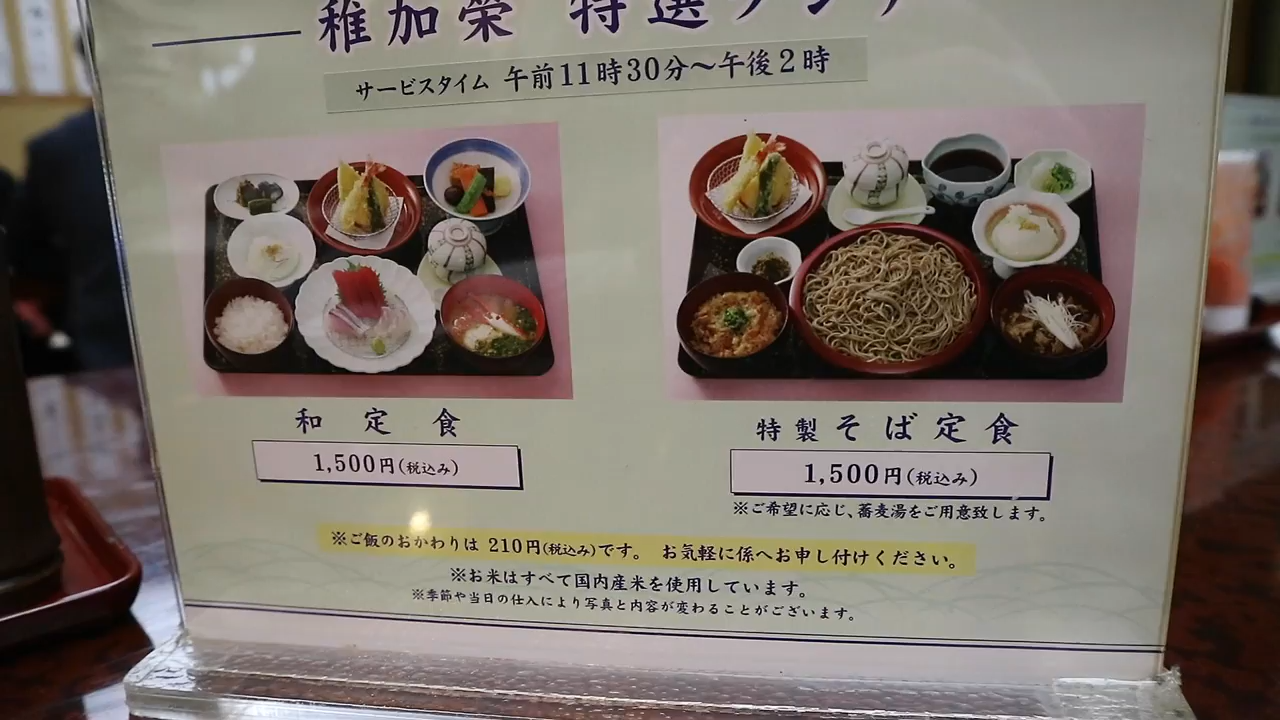 稚加榮 特選ランチ
サービスタイム 午前11時30分～午後2時
和定食
1,500円(税込み)
特製そば定食
1,500円(税込み)
※ご希望に応じ、蕎麦湯をご用意致します。
※ご飯のおかわりは 210円(税込み)です。 お気軽に係へお申し付けください。
※お米はすべて国内産米を使用しています。
※季節や当日の仕入により写真と内容が変わることがございます。